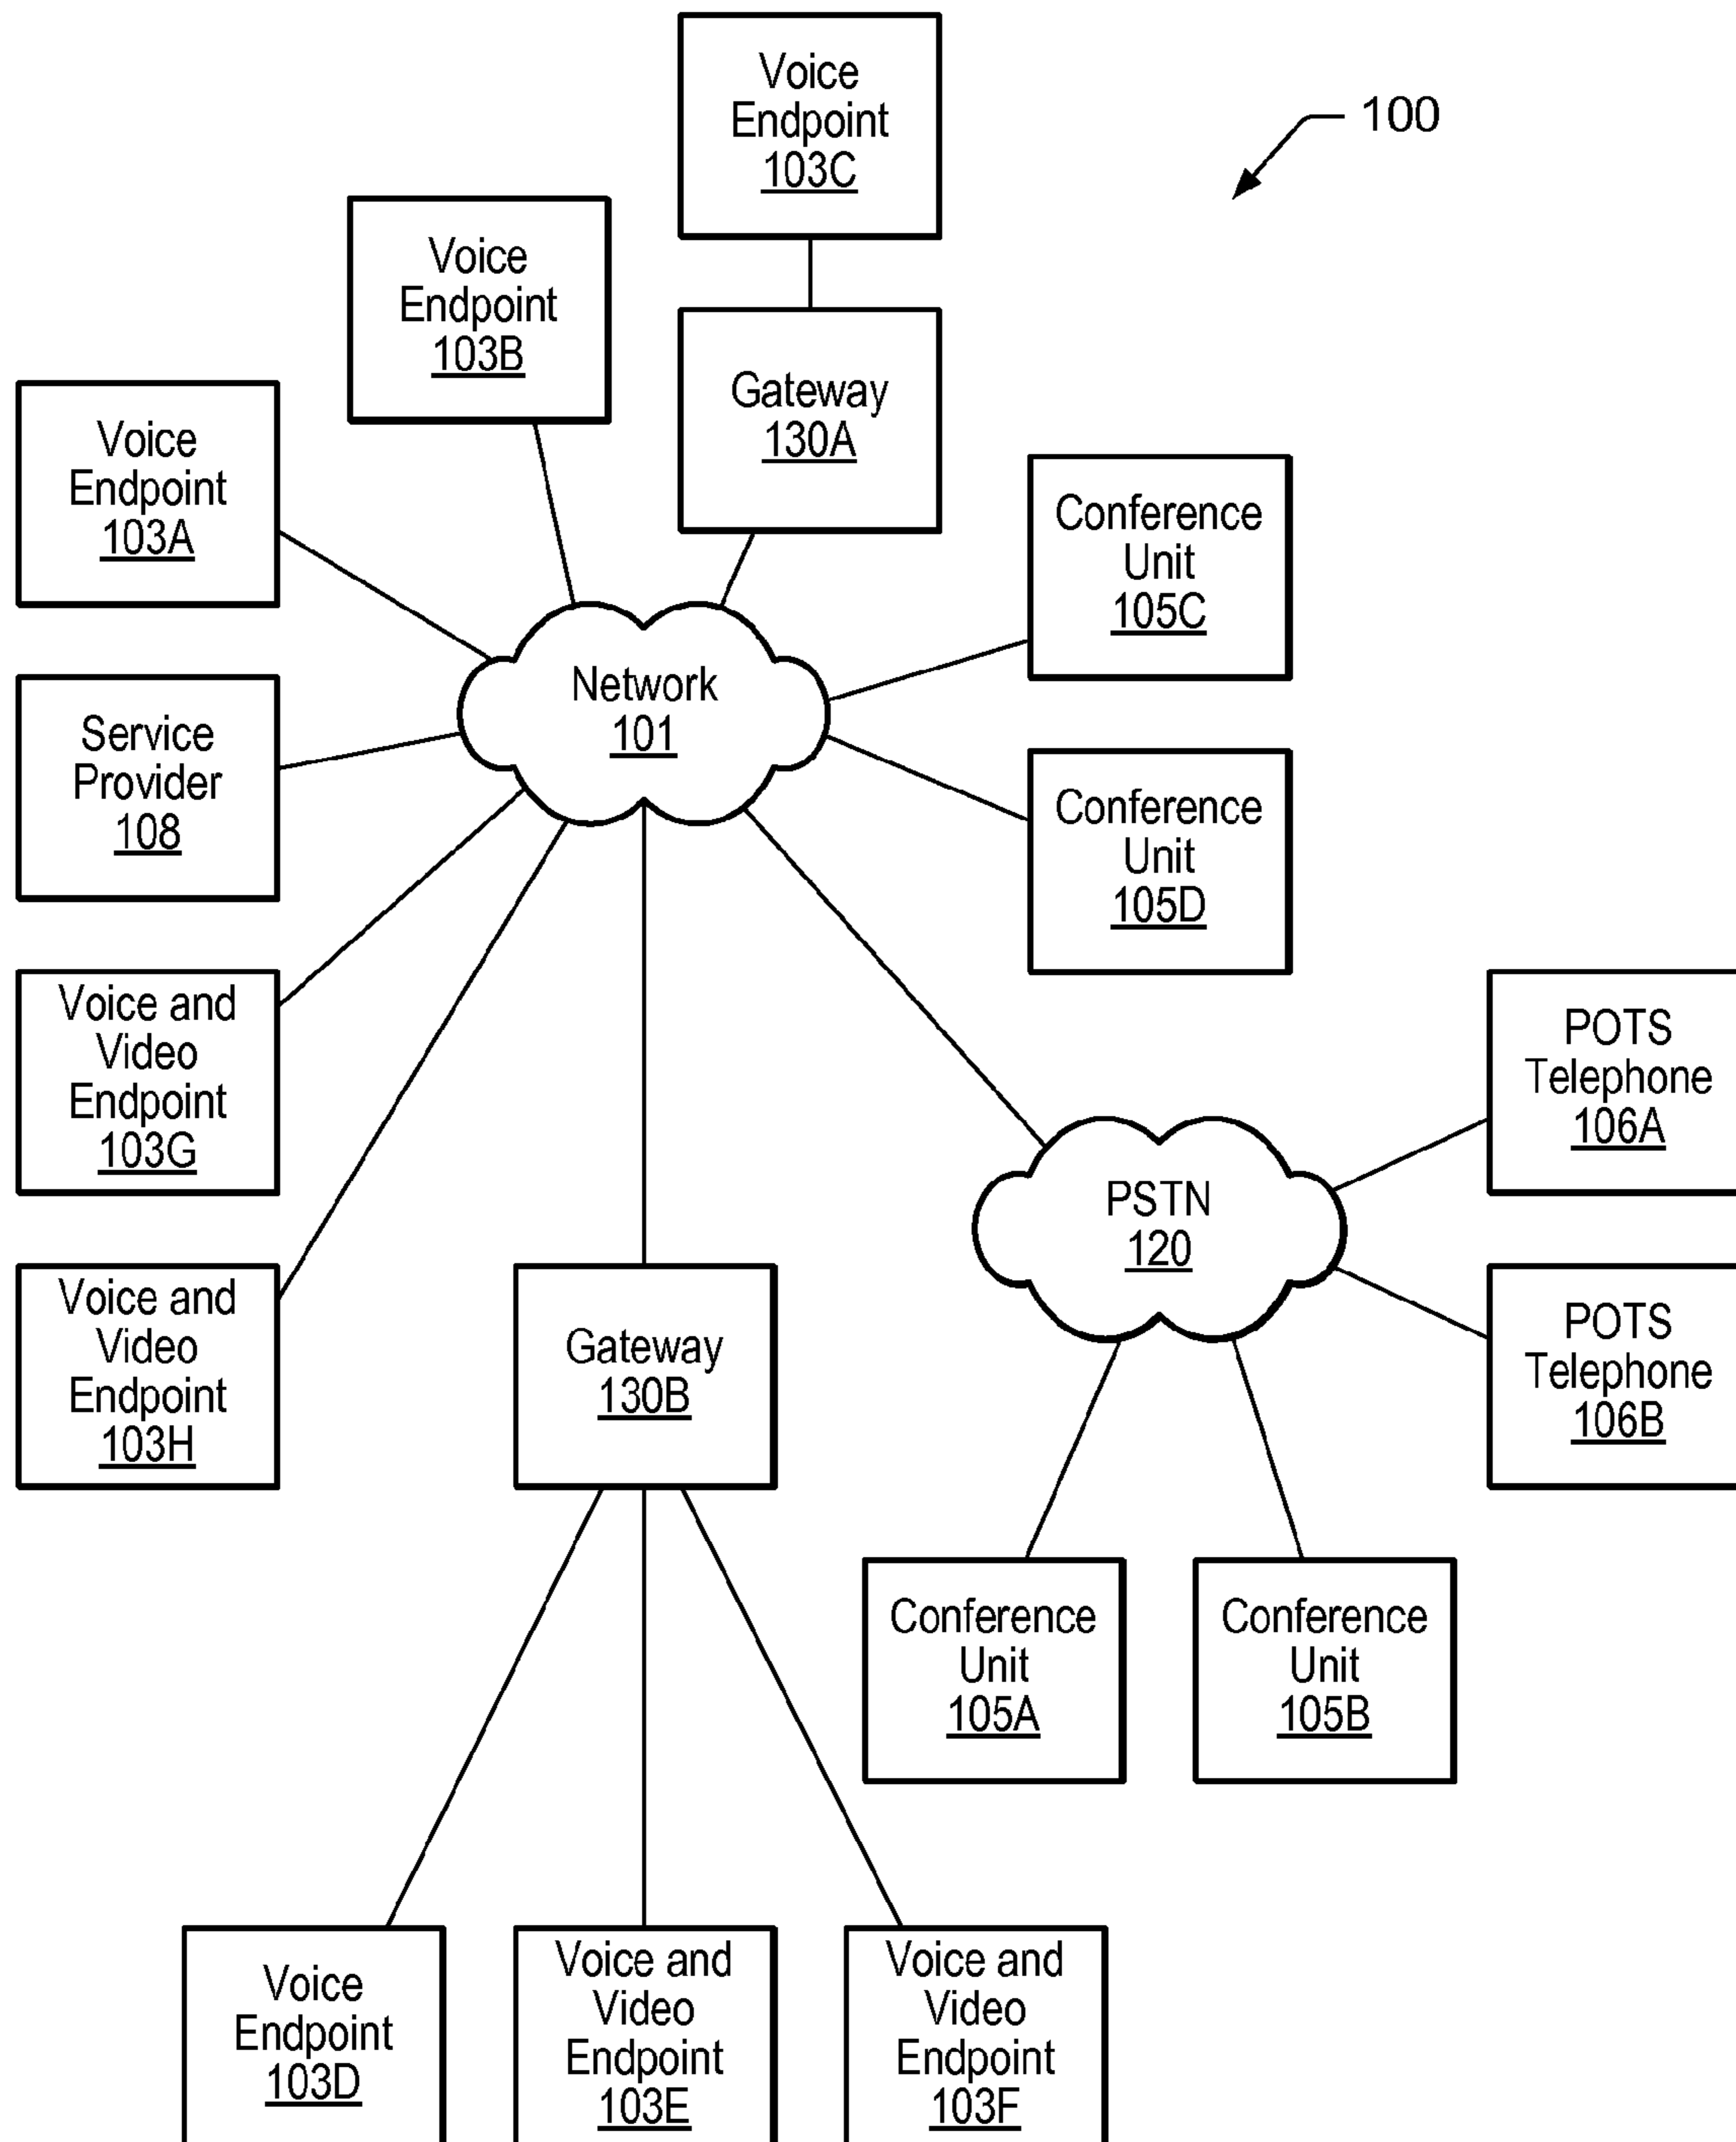 Voice
Endpoint
103C
100
Voice
Endpoint
103B
Gateway
130A
Voice
Endpoint
103A
Conference
Unit
105C
Network
101
Service
Provider
108
Conference
Unit
105D
Voice and
Video
Endpoint
103G
POTS
Telephone
106A
PSTN
120
Voice and
Video
Endpoint
103H
Gateway
130B
POTS
Telephone
106B
Conference
Unit
105A
Conference
Unit
105B
Voice
Endpoint
103D
Voice and
Video
Endpoint
103E
Voice and
Video
Endpoint
103F